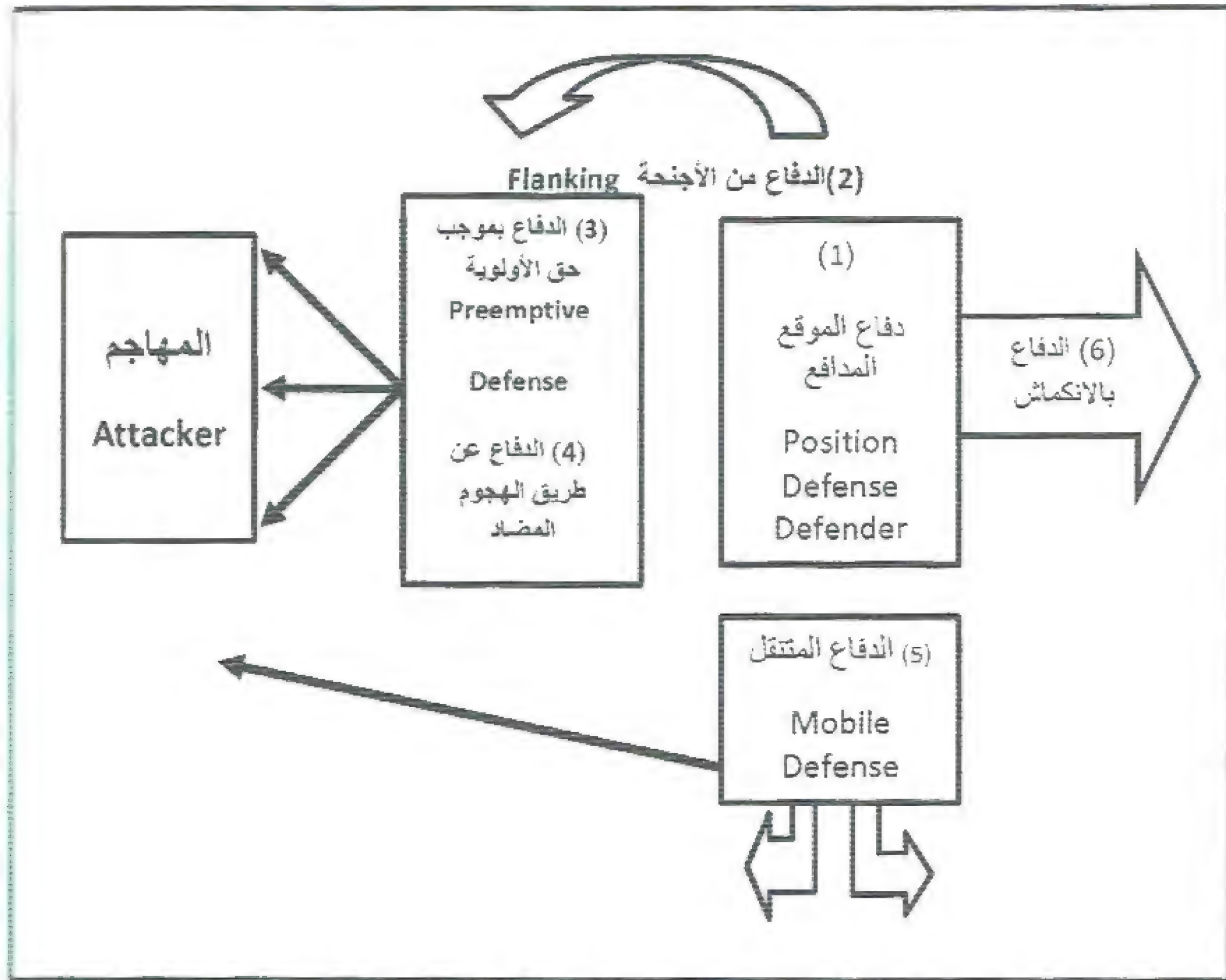 (2)الدفاع من الأجنحة Flanking
المهاجم
Attacker
(3) الدفاع بموجب
حق الأولوية
Preemptive
Defense
(4) الدفاع عن
طريق الهجوم
المضاد
(1)
دفاع الموقع
المدافع
Position
Defense
Defender
(6) الدفاع
بالانكماش
(5) الدفاع المتنقل
Mobile
Defense